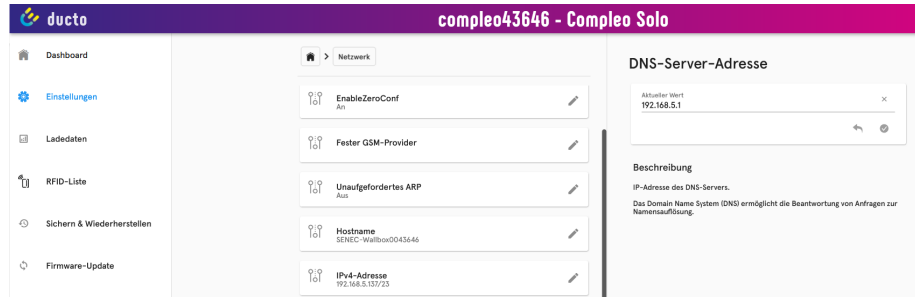 ducto
compleo43646 - Compleo Solo
Dashboard
Einstellungen
Ladedaten
RFID-Liste
Sichern & Wiederherstellen
Firmware-Update
> Netzwerk
EnableZeroConf
An
Fester GSM-Provider
Unaufgefordertes ARP
Aus
Hostname
SENEC-Wallbox0043646
IPv4-Adresse
192.168.5.137/23
DNS-Server-Adresse
Aktueller Wert
192.168.5.1
Beschreibung
IP-Adresse des DNS-Servers.
Das Domain Name System (DNS) ermöglicht die Beantwortung von Anfragen zur
Namensauflösung.